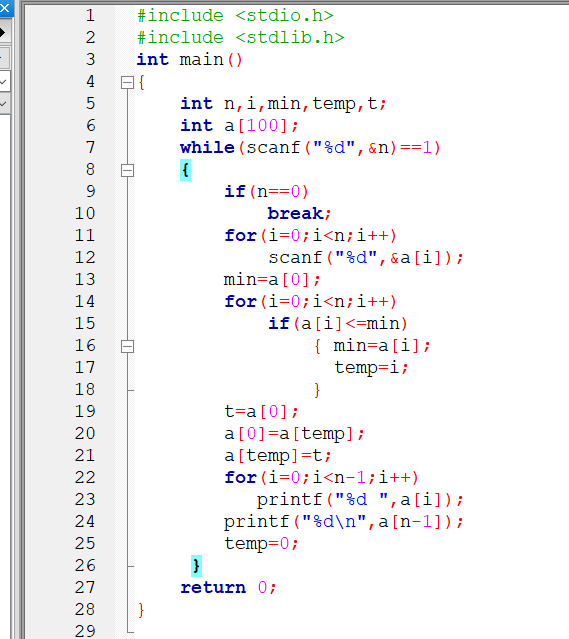 1 #include <stdio.h>
2 #include <stdlib.h>
3 int main()
4 {
5 int n,i,min,temp,t;
6 int a[100];
7 while(scanf("%d",&n)==1)
8 {
9 if(n==0)
10 break;
11 for(i=0;i<n;i++)
12 scanf("%d",&a[i]);
13 min=a[0];
14 for(i=0;i<n;i++)
15 if(a[i]<=min)
16 { min=a[i];
17 temp=i;
18 }
19 t=a[0];
20 a[0]=a[temp];
21 a[temp]=t;
22 for(i=0;i<n-1;i++)
23 printf("%d ",a[i]);
24 printf("%d\n",a[n-1]);
25 temp=0;
26 }
27 return 0;
28 }
29